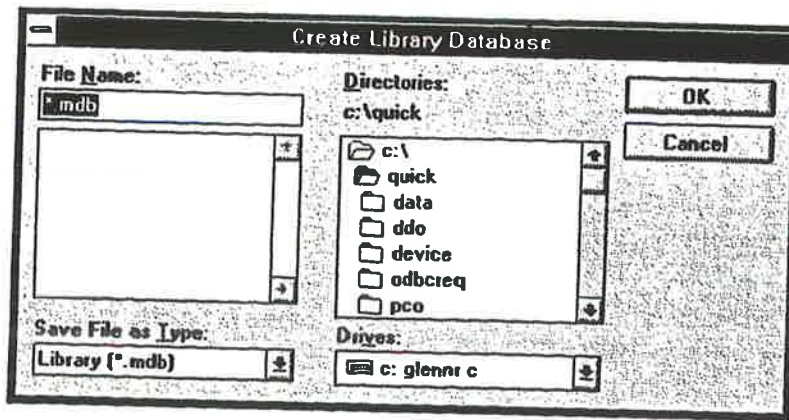 Create Library Database
File Name:
*.mdb
Directories:
c:\quick
c:\
quick
data
ddo
device
odbcreq
pco
OK
Cancel
Save File as Type:
Library (*.mdb)
Drives:
c: glennr c